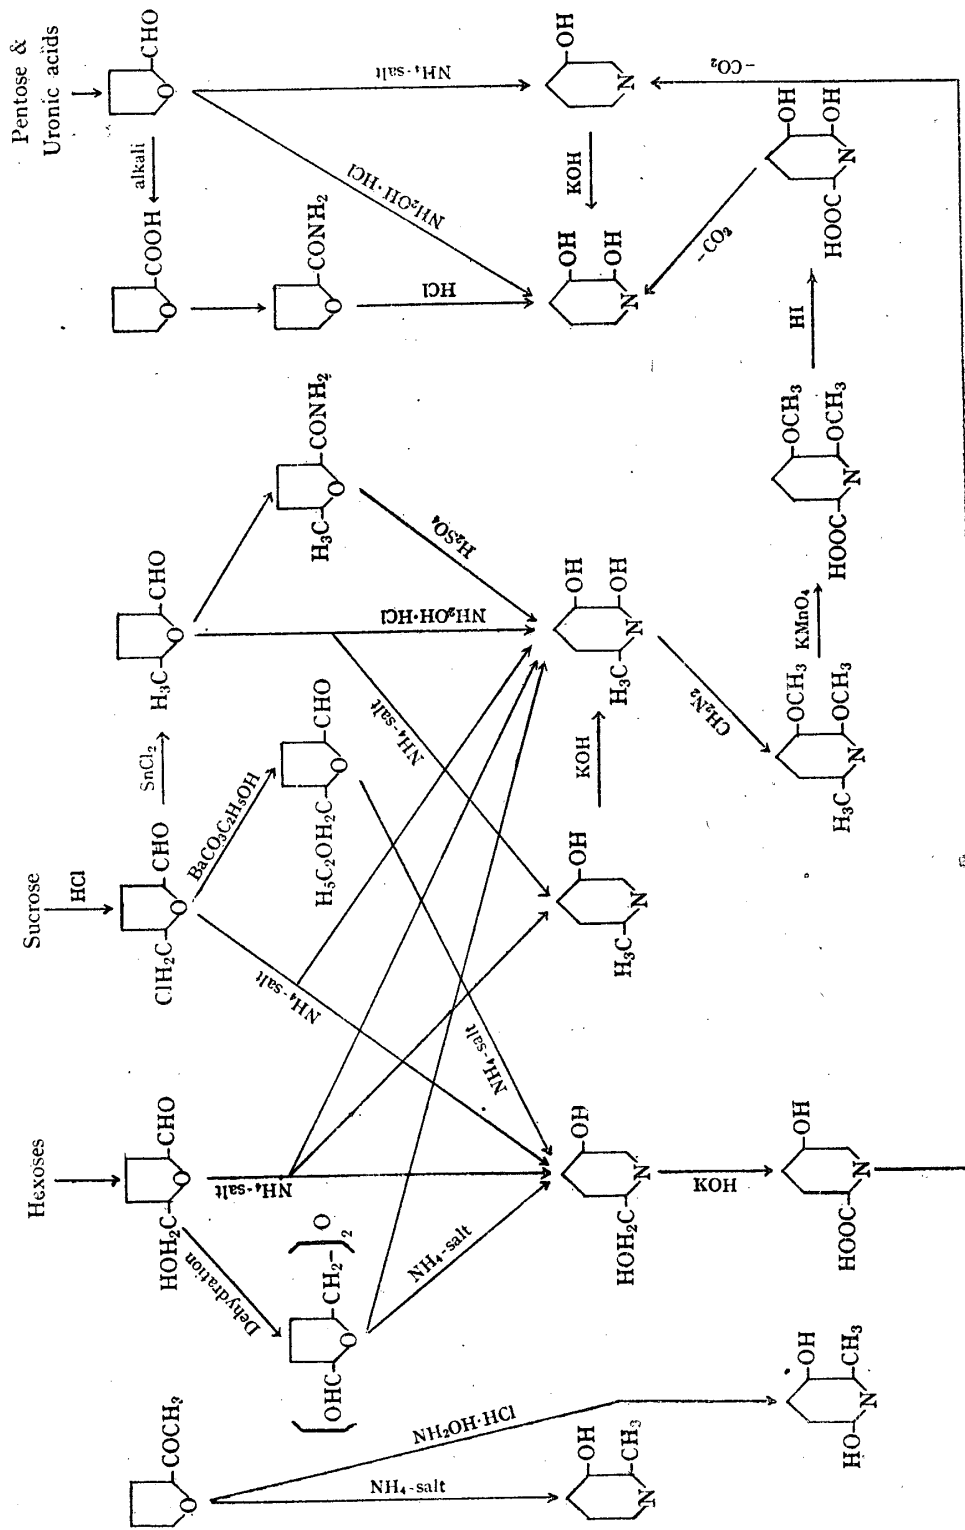 Hexoses
Sucrose
HCl
Pentose &
Uronic acids
COCH₃
O
HOH₂C
O
CHO
ClH₂C
O
CHO
SnCl₂
H₃C
O
CHO
COOH
O
alkali
O
CHO
Dehydration
NH₄-salt
NH₄-salt
BaCO₃C₂H₅OH
NH₂OH·HCl
NH₄-salt
(OHC
O
CH₂-)₂O
H₅C₂OH₂C
O
CHO
H₃C
O
CONH₂
O
CONH₂
NH₄-salt
NH₂OH·HCl
NH₄-salt
NH₄-salt
NH₄-salt
NH₂OH·HCl
H₂SO₄
HCl
OH
N
CH₃
HOH₂C
N
OH
H₃C
N
OH
KOH
H₃C
N
OH
OH
N
OH
OH
KOH
N
OH
KOH
CH₂N₂
-CO₂
-CO₂
HO
N
OH
CH₃
HOOC
N
OH
H₃C
N
OCH₃
OCH₃
KMnO₄
HOOC
N
OCH₃
OCH₃
HI
HOOC
N
OH
OH